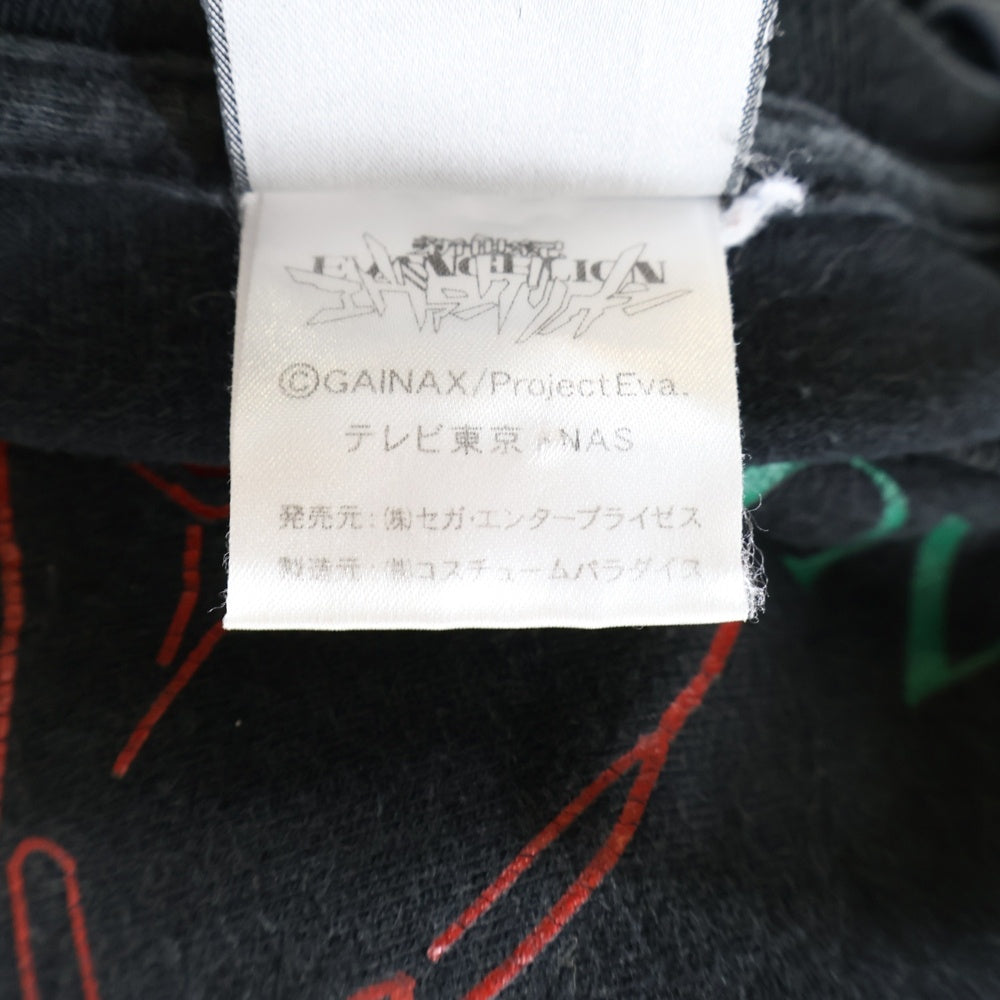 新世紀
EVANGELION
エヴァンゲリオン
©GAINAX/Project Eva.
テレビ東京・NAS
発売元:㈱セガ・エンタープライゼス
製造元:㈱コスチュームパラダイス